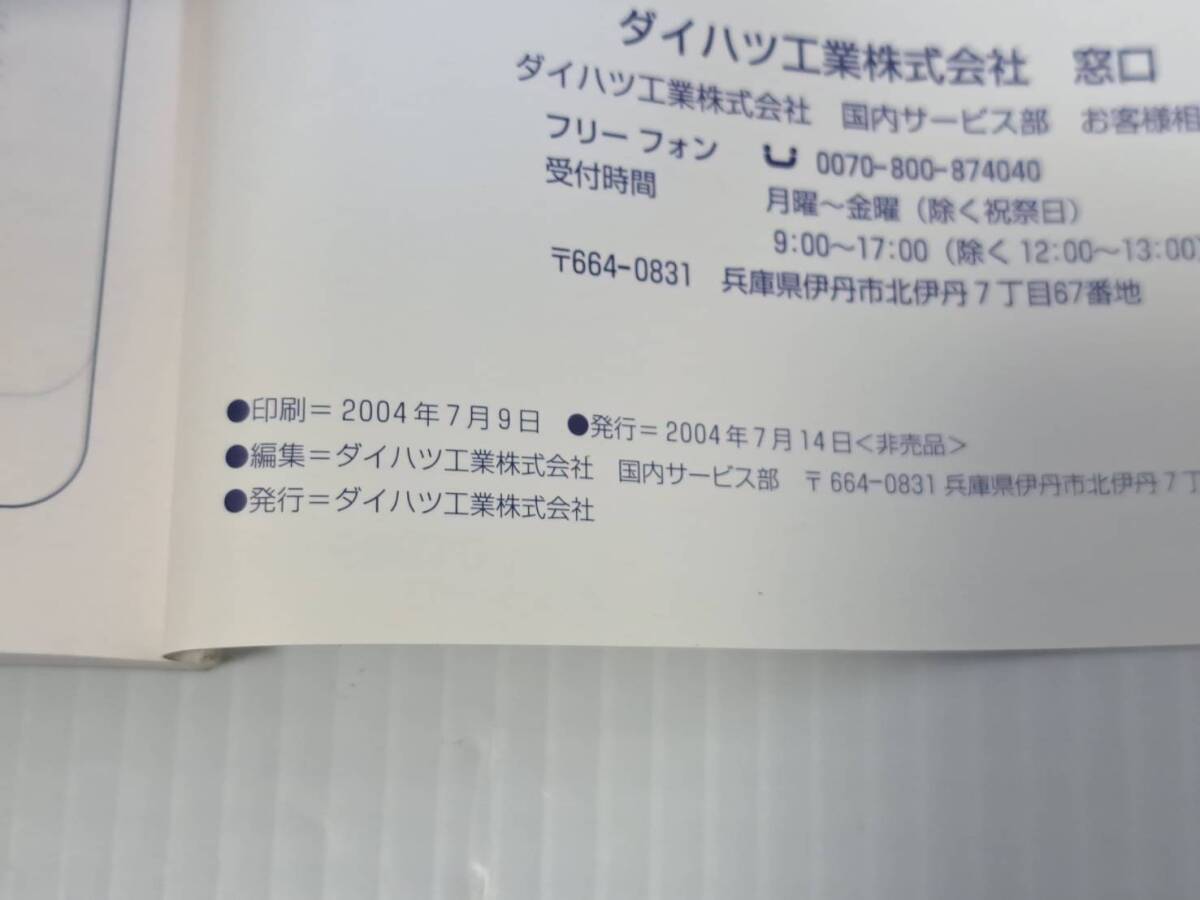 ダイハツ工業株式会社 窓口
ダイハツ工業株式会社 国内サービス部 お客様相
フリー フォン 0070-800-874040
受付時間 月曜～金曜（除く祝祭日）
9:00～17:00（除く12:00～13:00）
〒664-0831 兵庫県伊丹市北伊丹７丁目67番地
●印刷＝2004年7月9日 ●発行＝2004年7月14日＜非売品＞
●編集＝ダイハツ工業株式会社 国内サービス部 〒664-0831 兵庫県伊丹市北伊丹７丁
●発行＝ダイハツ工業株式会社